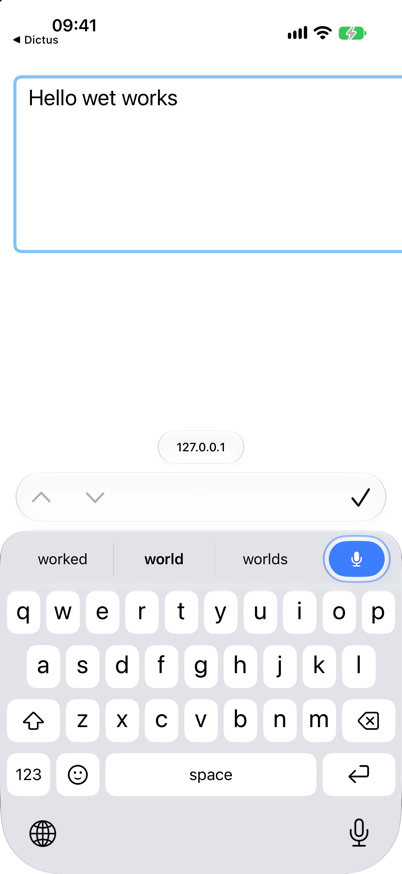 09:41
◀ Dictus
Hello wet works
127.0.0.1
worked world worlds
q w e r t y u i o p
a s d f g h j k l
z x c v b n m
123 space